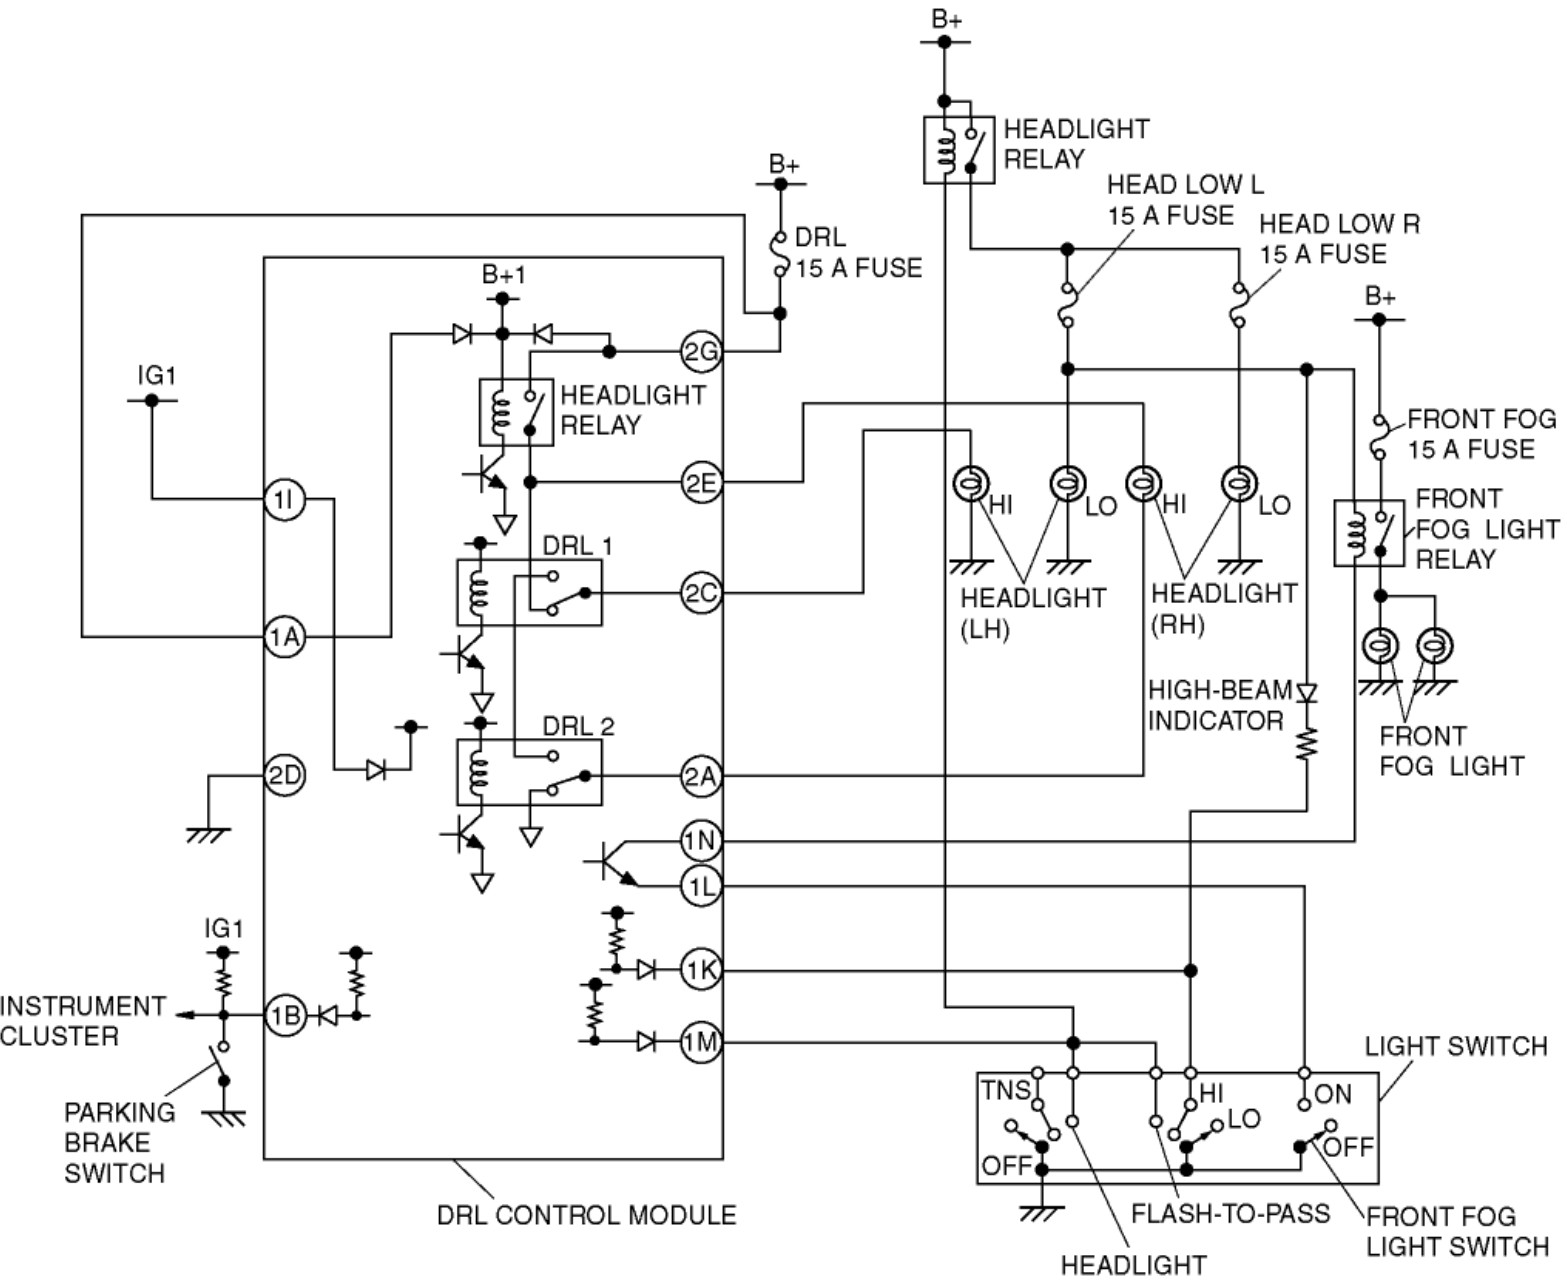 B+
HEADLIGHT
RELAY
B+
HEAD LOW L
15 A FUSE
HEAD LOW R
15 A FUSE
DRL
15 A FUSE
B+1
B+
2G
IG1
HEADLIGHT
RELAY
FRONT FOG
15 A FUSE
2E
1I
HI
LO
HI
LO
FRONT
FOG LIGHT
RELAY
DRL 1
2C
HEADLIGHT
(LH)
HEADLIGHT
(RH)
1A
HIGH-BEAM
INDICATOR
DRL 2
FRONT
FOG LIGHT
2D
2A
1N
1L
IG1
1K
INSTRUMENT
CLUSTER
1B
1M
LIGHT SWITCH
TNS
HI
ON
PARKING
BRAKE
SWITCH
LO
OFF
OFF
DRL CONTROL MODULE
FLASH-TO-PASS
FRONT FOG
LIGHT SWITCH
HEADLIGHT